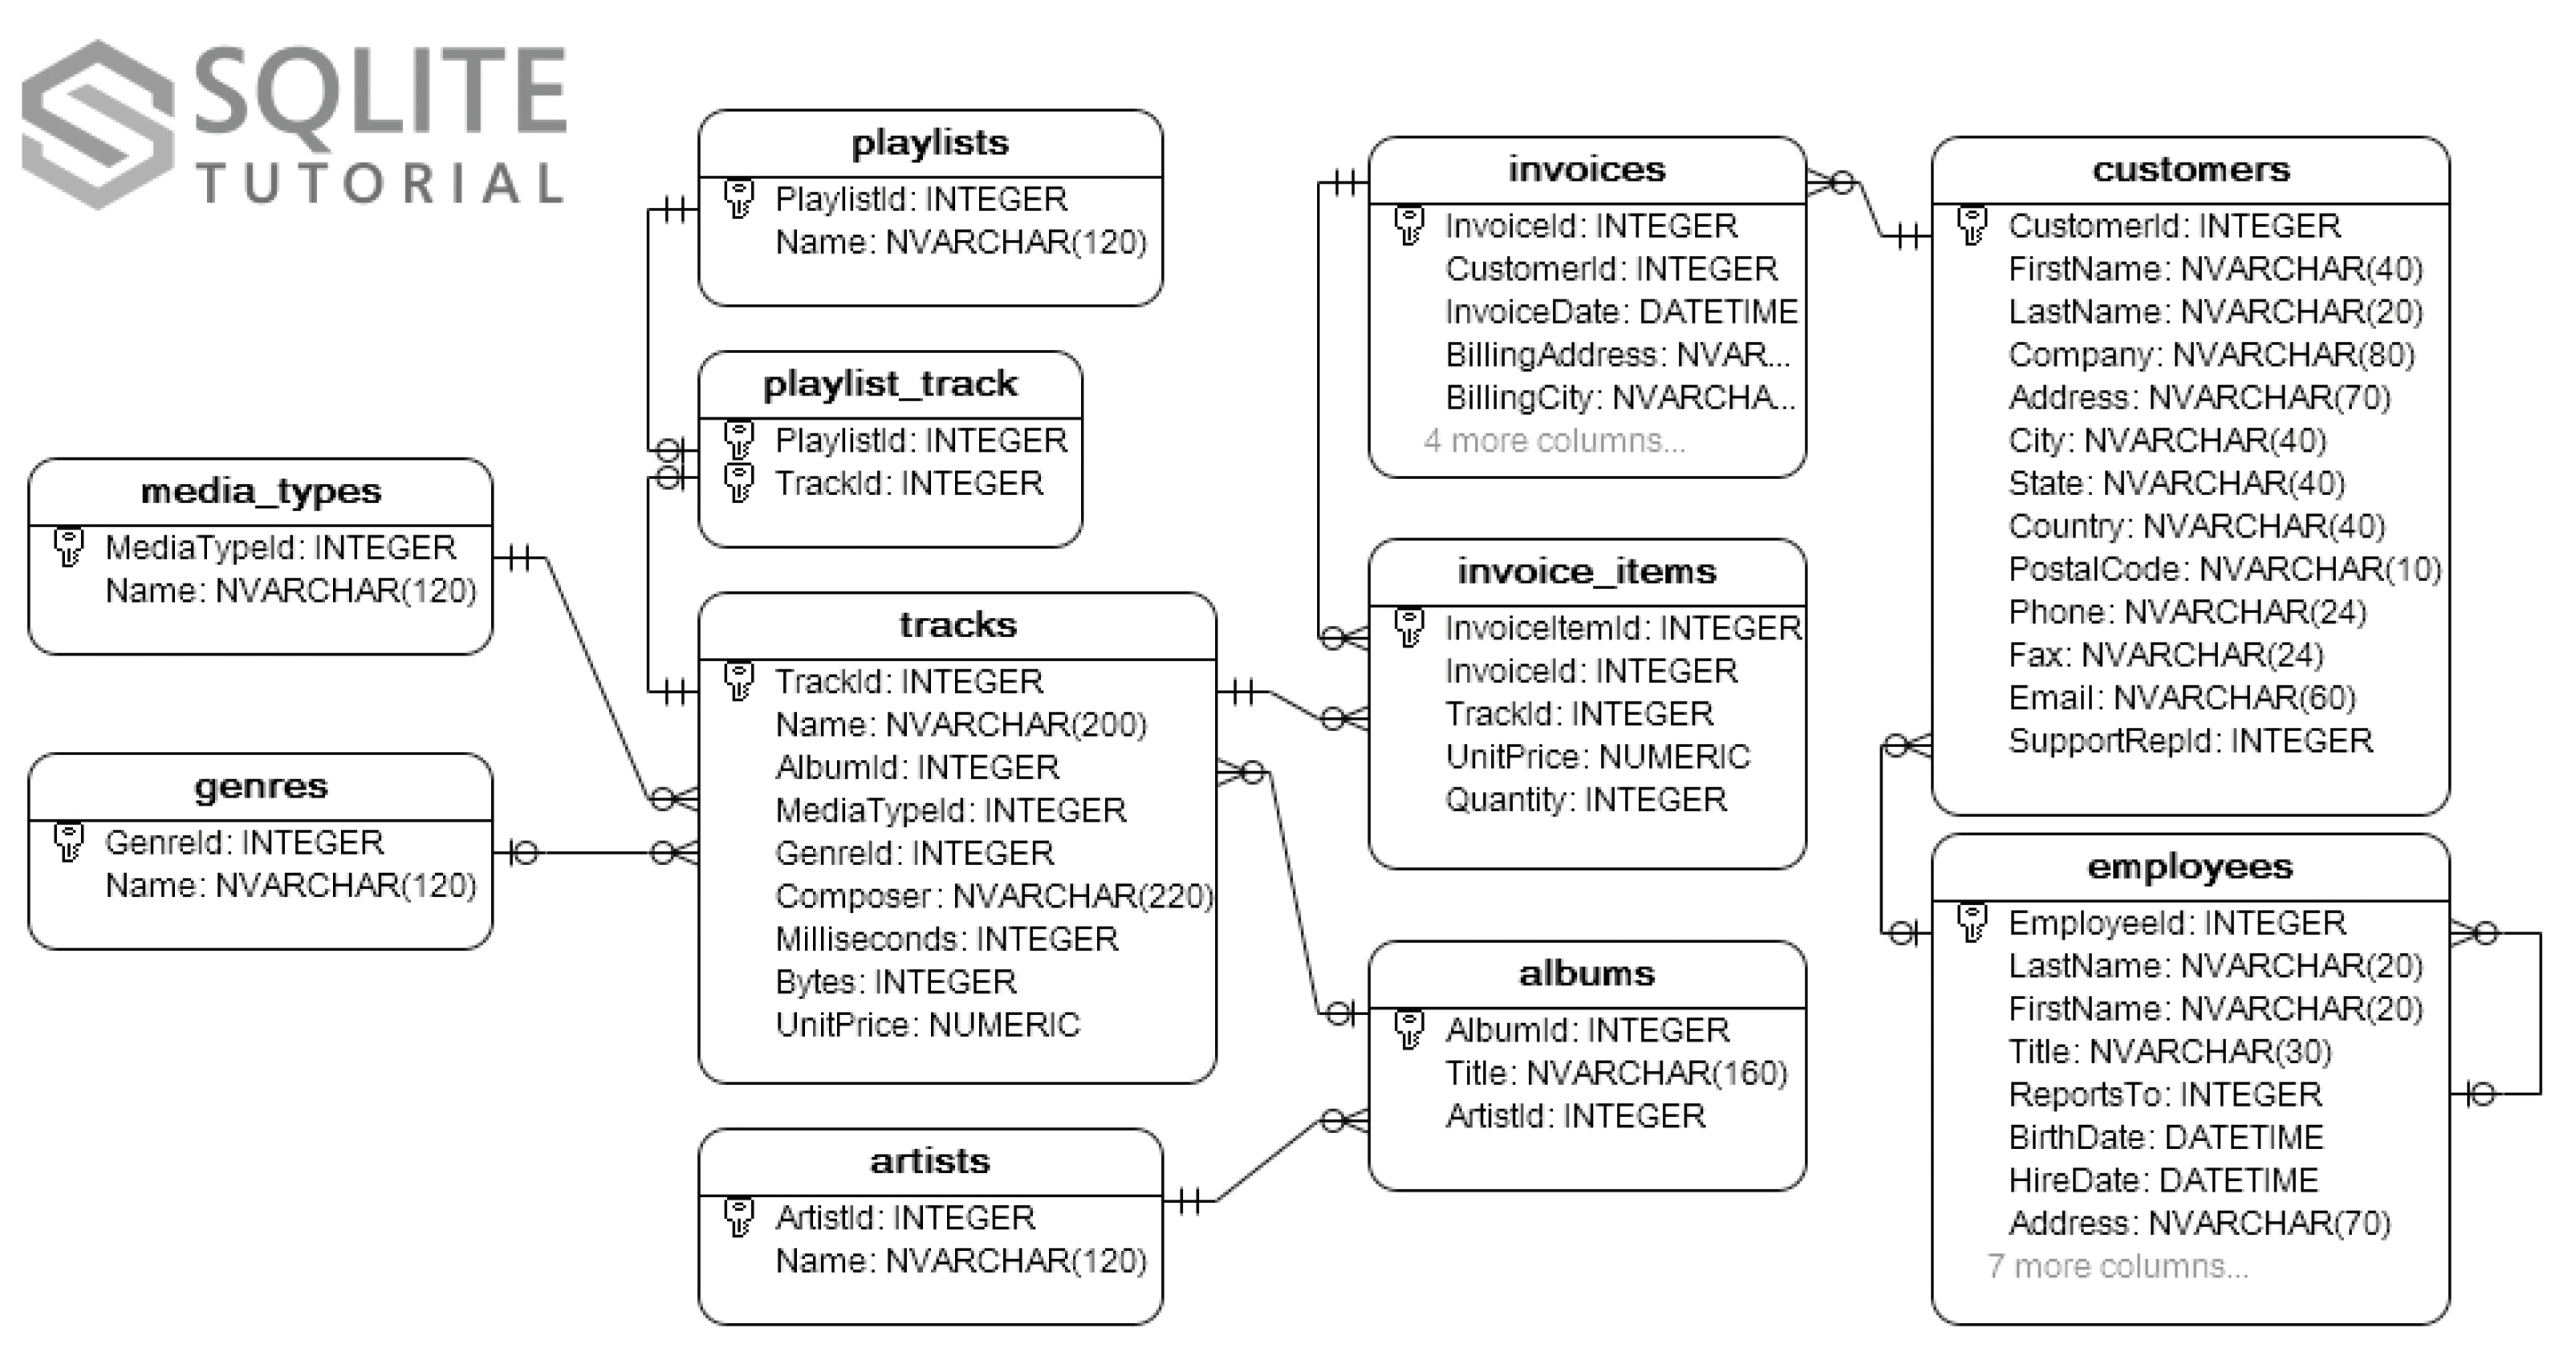 SQLITE
TUTORIAL
playlists
PlaylistId: INTEGER
Name: NVARCHAR(120)
playlist_track
PlaylistId: INTEGER
TrackId: INTEGER
media_types
MediaTypeId: INTEGER
Name: NVARCHAR(120)
genres
GenreId: INTEGER
Name: NVARCHAR(120)
tracks
TrackId: INTEGER
Name: NVARCHAR(200)
AlbumId: INTEGER
MediaTypeId: INTEGER
GenreId: INTEGER
Composer: NVARCHAR(220)
Milliseconds: INTEGER
Bytes: INTEGER
UnitPrice: NUMERIC
artists
ArtistId: INTEGER
Name: NVARCHAR(120)
invoices
InvoiceId: INTEGER
CustomerId: INTEGER
InvoiceDate: DATETIME
BillingAddress: NVAR...
BillingCity: NVARCHA...
4 more columns...
invoice_items
InvoiceItemId: INTEGER
InvoiceId: INTEGER
TrackId: INTEGER
UnitPrice: NUMERIC
Quantity: INTEGER
albums
AlbumId: INTEGER
Title: NVARCHAR(160)
ArtistId: INTEGER
customers
CustomerId: INTEGER
FirstName: NVARCHAR(40)
LastName: NVARCHAR(20)
Company: NVARCHAR(80)
Address: NVARCHAR(70)
City: NVARCHAR(40)
State: NVARCHAR(40)
Country: NVARCHAR(40)
PostalCode: NVARCHAR(10)
Phone: NVARCHAR(24)
Fax: NVARCHAR(24)
Email: NVARCHAR(60)
SupportRepId: INTEGER
employees
EmployeeId: INTEGER
LastName: NVARCHAR(20)
FirstName: NVARCHAR(20)
Title: NVARCHAR(30)
ReportsTo: INTEGER
BirthDate: DATETIME
HireDate: DATETIME
Address: NVARCHAR(70)
7 more columns...